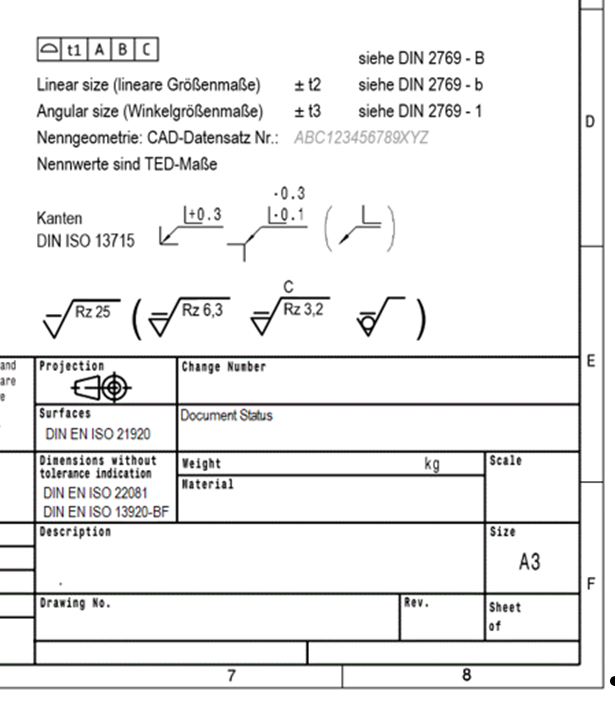 t1 A B C
siehe DIN 2769 - B
Linear size (lineare Größenmaße) ± t2 siehe DIN 2769 - b
Angular size (Winkelgrößenmaße) ± t3 siehe DIN 2769 - 1
Nenngeometrie: CAD-Datensatz Nr.: ABC123456789XYZ
Nennwerte sind TED-Maße
D
-0.3
Kanten +0.3 -0.1
DIN ISO 13715
C
Rz 25 ( Rz 6,3 Rz 3,2 )
E
and
are
e
Projection Change Number
Surfaces Document Status
DIN EN ISO 21920
Dimensions without
tolerance indication
Weight kg Scale
Material
DIN EN ISO 22081
DIN EN ISO 13920-BF
Description Size
A3
F
Drawing No. Rev. Sheet
of
7 8